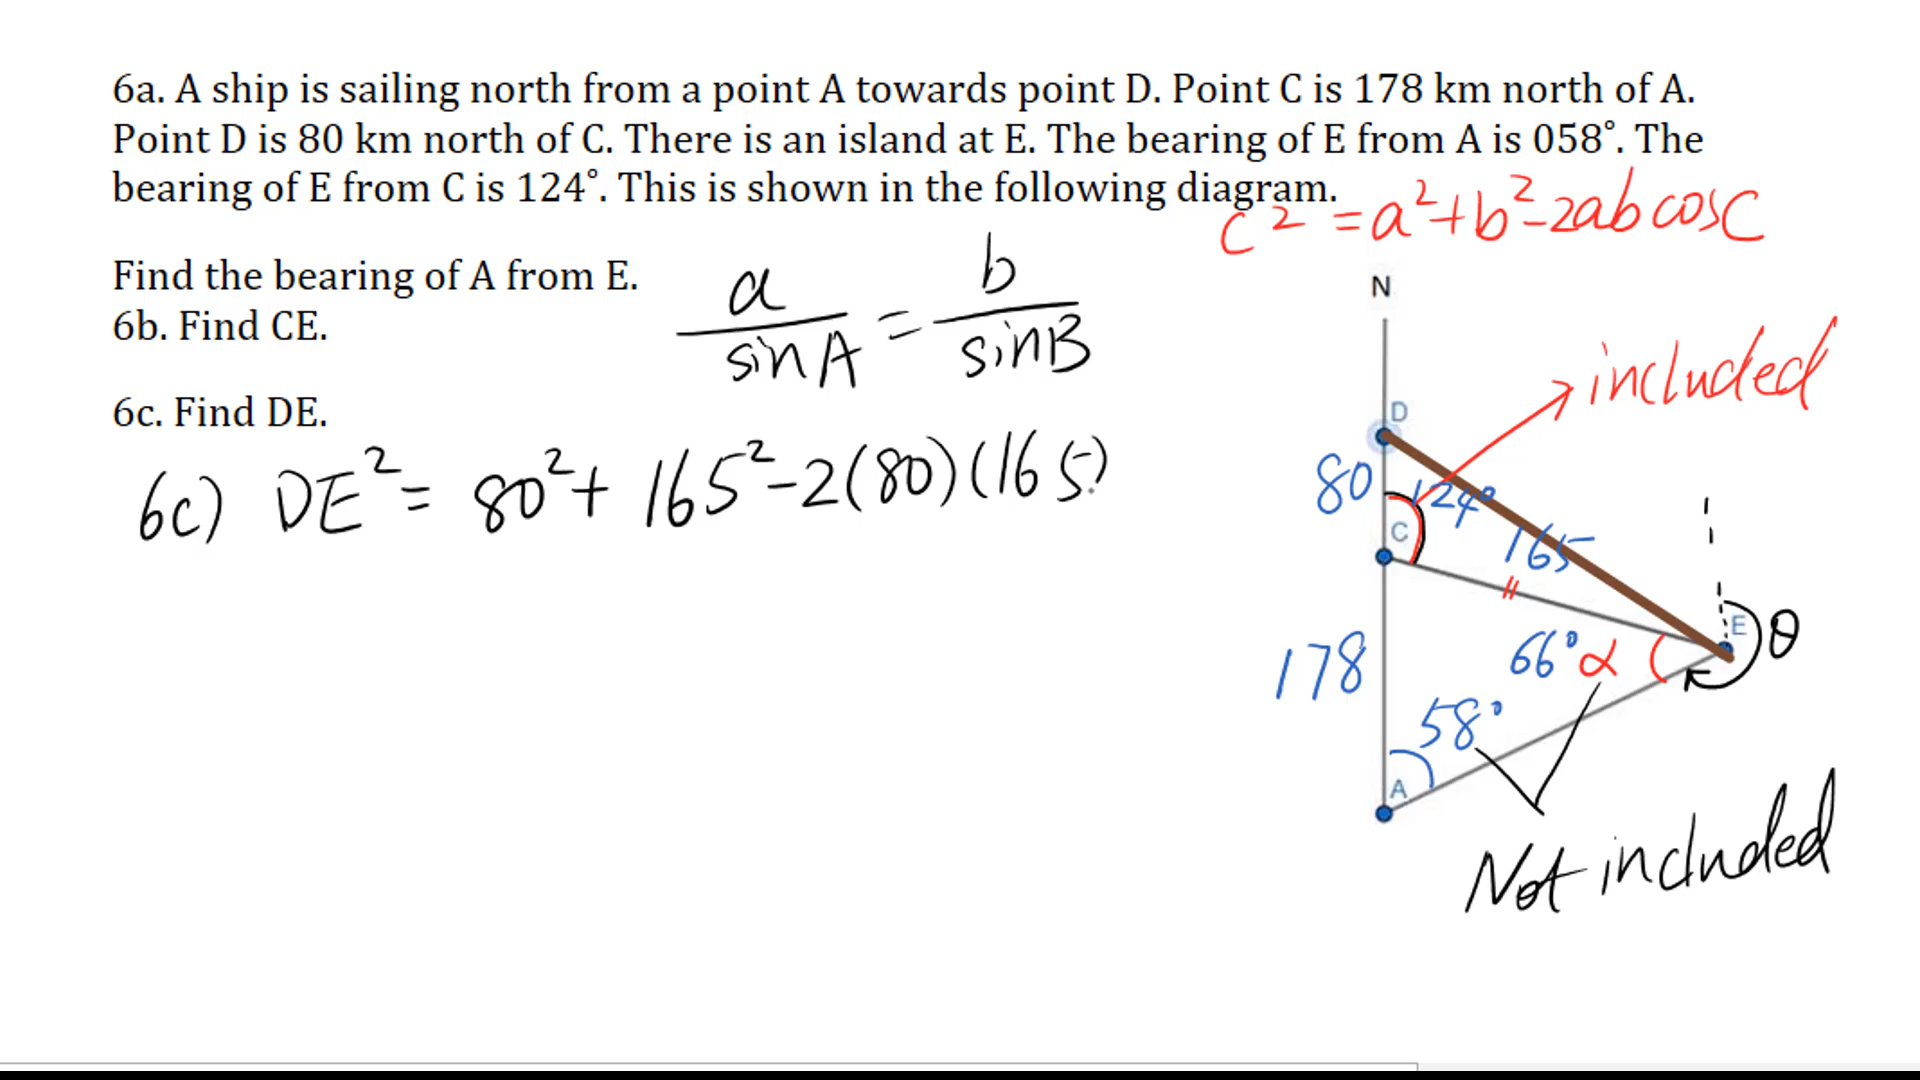 6a. A ship is sailing north from a point A towards point D. Point C is 178 km north of A.
Point D is 80 km north of C. There is an island at E. The bearing of E from A is 058°. The
bearing of E from C is 124°. This is shown in the following diagram.
c² = a² + b² - 2ab cos C
Find the bearing of A from E.
6b. Find CE.
a / sin A = b / sin B
6c. Find DE.
6c) DE² = 80² + 165² - 2(80)(165)
N
included
D
80
124°
C
165
E
θ
178
66° α
58°
A
Not included